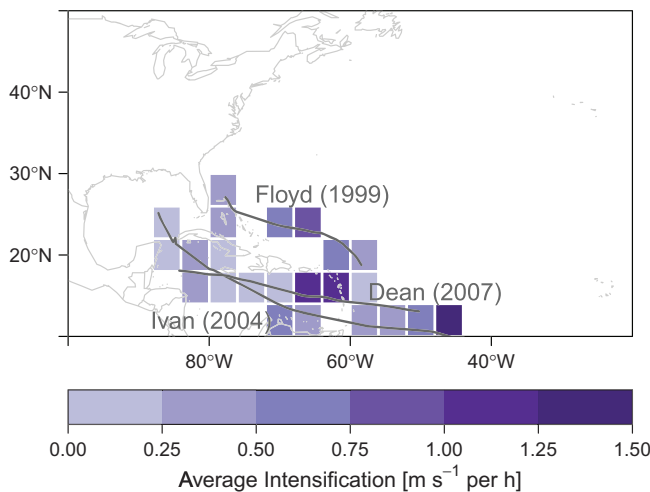 40°N
30°N
20°N
Floyd (1999)
Dean (2007)
Ivan (2004)
80°W 60°W 40°W
0.00 0.25 0.50 0.75 1.00 1.25 1.50
Average Intensification [m s⁻¹ per h]